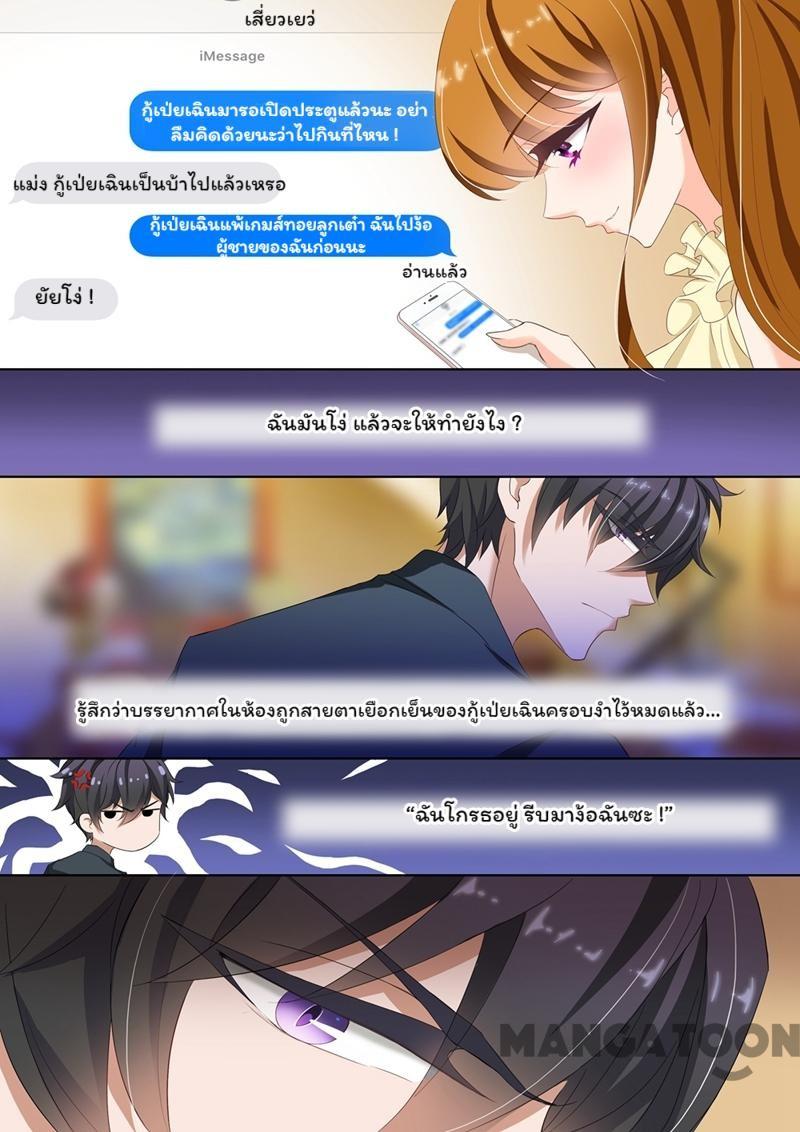 เสี่ยวเยว่
iMessage
กู้เป่ยเฉินมารอเปิดประตูแล้วนะ อย่า
ลืมคิดด้วยนะว่าไปกินที่ไหน !
แม่ง กู้เป่ยเฉินเป็นบ้าไปแล้วเหรอ
กู้เป่ยเฉินแพ้เกมส์ทอยลูกเต๋า ฉันไปง้อ
ผู้ชายของฉันก่อนนะ
อ่านแล้ว
ยัยโง่ !
ฉันมันโง่ แล้วจะให้ทำยังไง ?
รู้สึกว่าบรรยากาศในห้องถูกสายตาเยือกเย็นของกู้เป่ยเฉินครอบงำไว้หมดแล้ว...
“ฉันโกรธอยู่ รีบมาง้อฉันซะ !”
MANGATOON